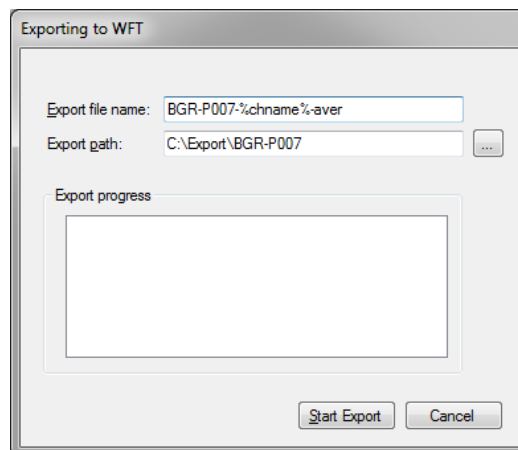 Exporting to WFT
Export file name: BGR-P007-%chname%-aver
Export path: C:\Export\BGR-P007 ...
Export progress
Start Export Cancel